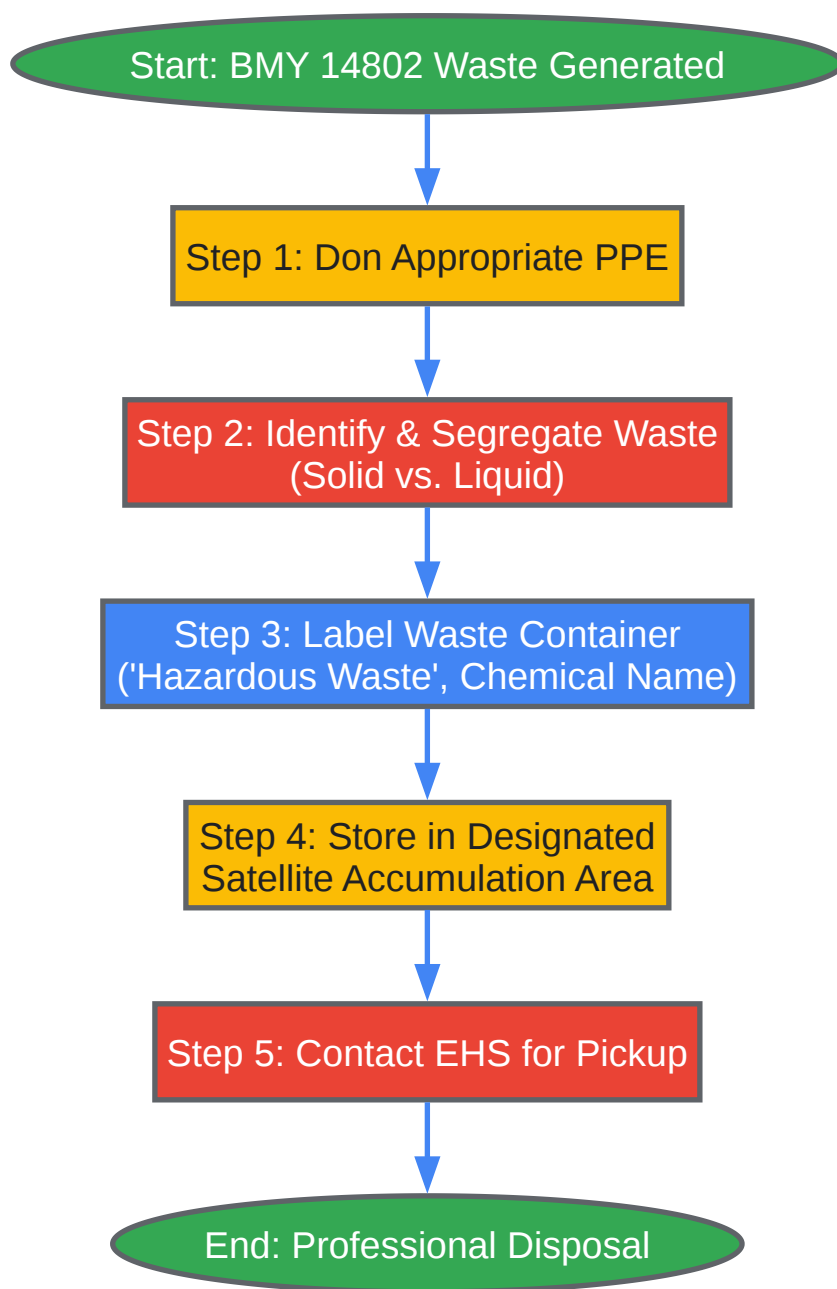 Start: BMY 14802 Waste Generated
Step 1: Don Appropriate PPE
Step 2: Identify & Segregate Waste
(Solid vs. Liquid)
Step 3: Label Waste Container
('Hazardous Waste', Chemical Name)
Step 4: Store in Designated
Satellite Accumulation Area
Step 5: Contact EHS for Pickup
End: Professional Disposal